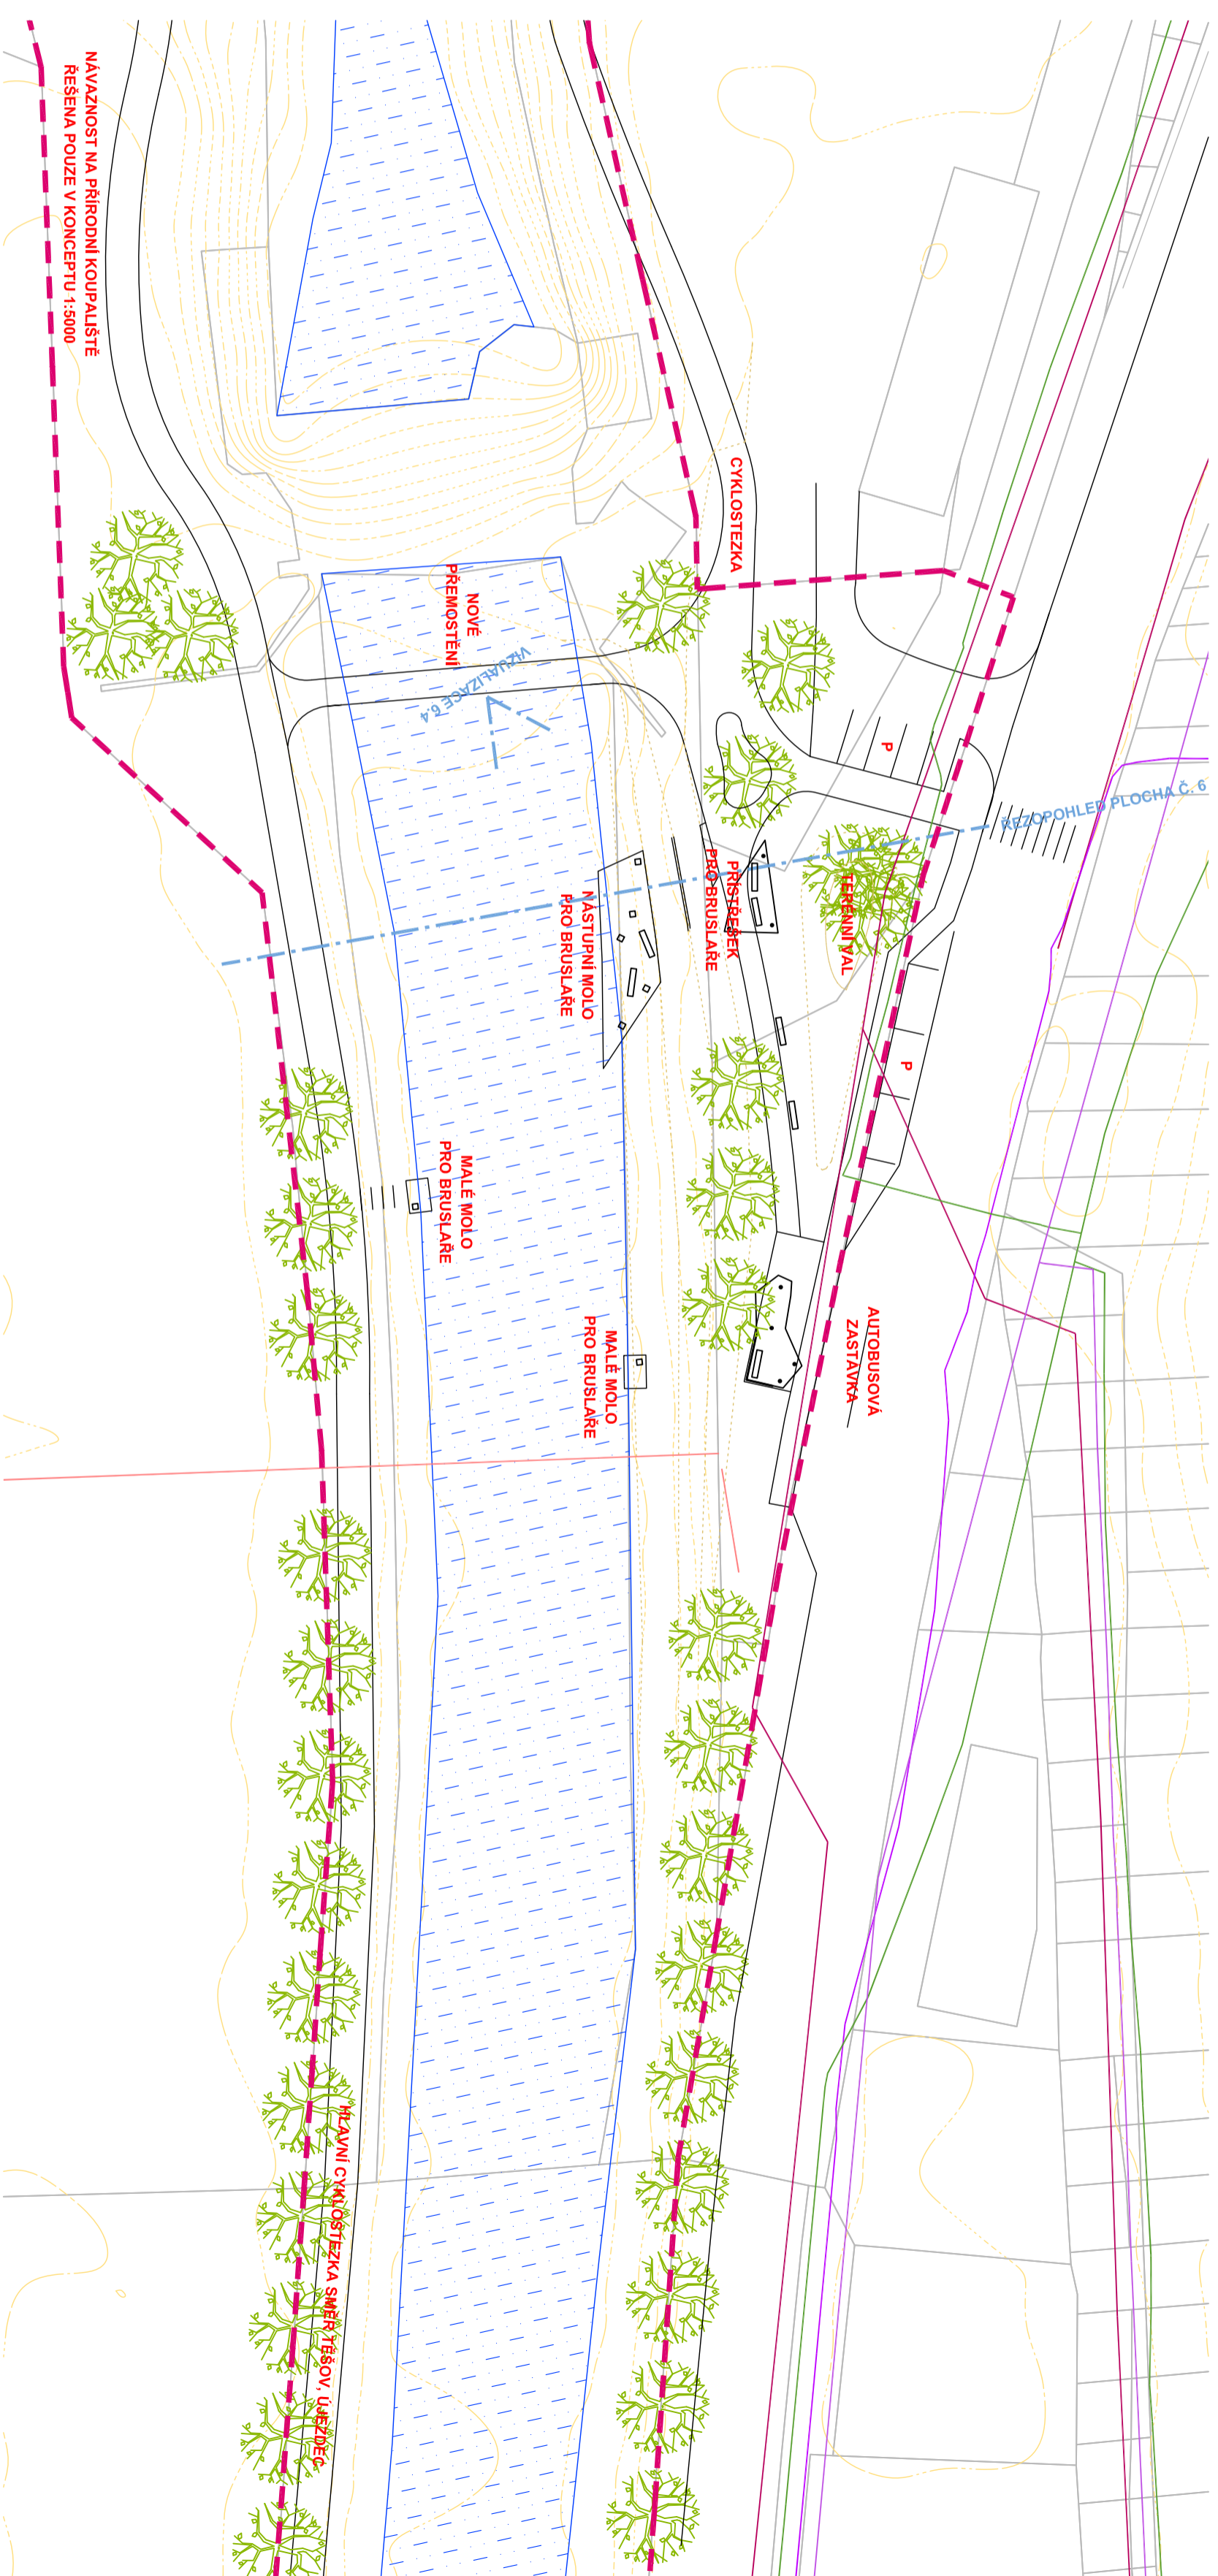 NÁVAZNOST NA PŘÍRODNÍ KOUPALIŠTĚ
ŘEŠENA POUZE V KONCEPTU 1:5000
CYKLOSTEZKA
NOVÉ
PŘEMOSTĚNÍ
VIZUALIZACE 6.4
P
ŘEZOPOHLED PLOCHA Č. 6
PŘÍSTŘEŠEK
PRO BRUSLAŘE
TERÉNNÍ VAL
NÁSTUPNÍ MOLO
PRO BRUSLAŘE
P
MALÉ MOLO
PRO BRUSLAŘE
AUTOBUSOVÁ
ZASTÁVKA
MALÉ MOLO
PRO BRUSLAŘE
HLAVNÍ CYKLOSTEZKA SMĚR TĚŠOV, ÚJEZDEC